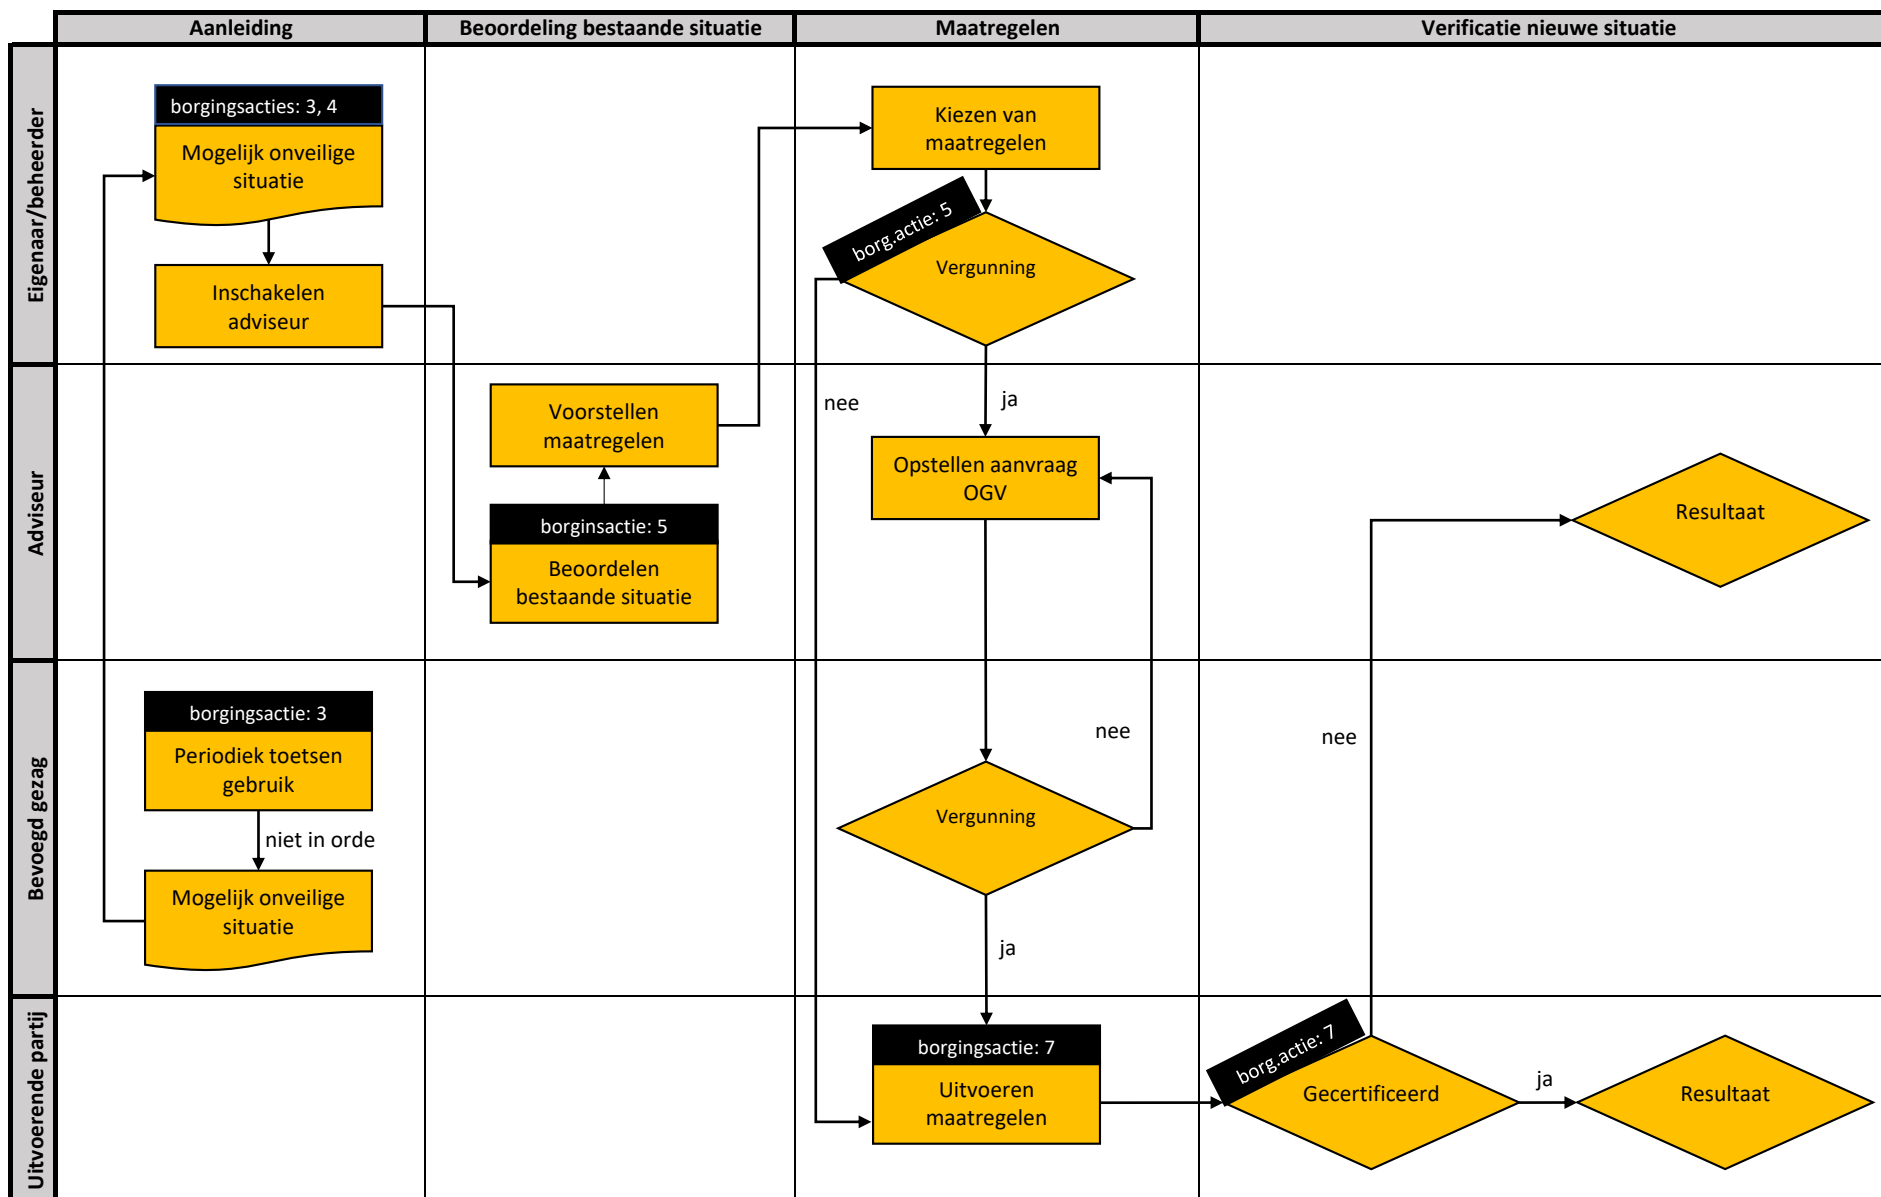 Aanleiding
Beoordeling bestaande situatie
Maatregelen
Verificatie nieuwe situatie
Eigenaar/beheerder
borgingsacties: 3, 4
Mogelijk onveilige
situatie
Inschakelen
adviseur
Kiezen van
maatregelen
borg.actie: 5
Vergunning
Adviseur
Voorstellen
maatregelen
borginsactie: 5
Beoordelen
bestaande situatie
nee
ja
Opstellen aanvraag
OGV
Resultaat
Bevoegd gezag
borgingsactie: 3
Periodiek toetsen
gebruik
niet in orde
Mogelijk onveilige
situatie
nee
Vergunning
ja
nee
Uitvoerende partij
borgingsactie: 7
Uitvoeren
maatregelen
borg.actie: 7
Gecertificeerd
ja
Resultaat